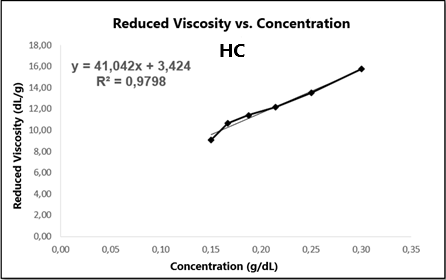 Reduced Viscosity vs. Concentration
HC
y = 41,042x + 3,424
R² = 0,9798
Reduced Viscosity (dL/g)
18,00
16,00
14,00
12,00
10,00
8,00
6,00
4,00
2,00
0,00
0,00 0,05 0,10 0,15 0,20 0,25 0,30 0,35
Concentration (g/dL)